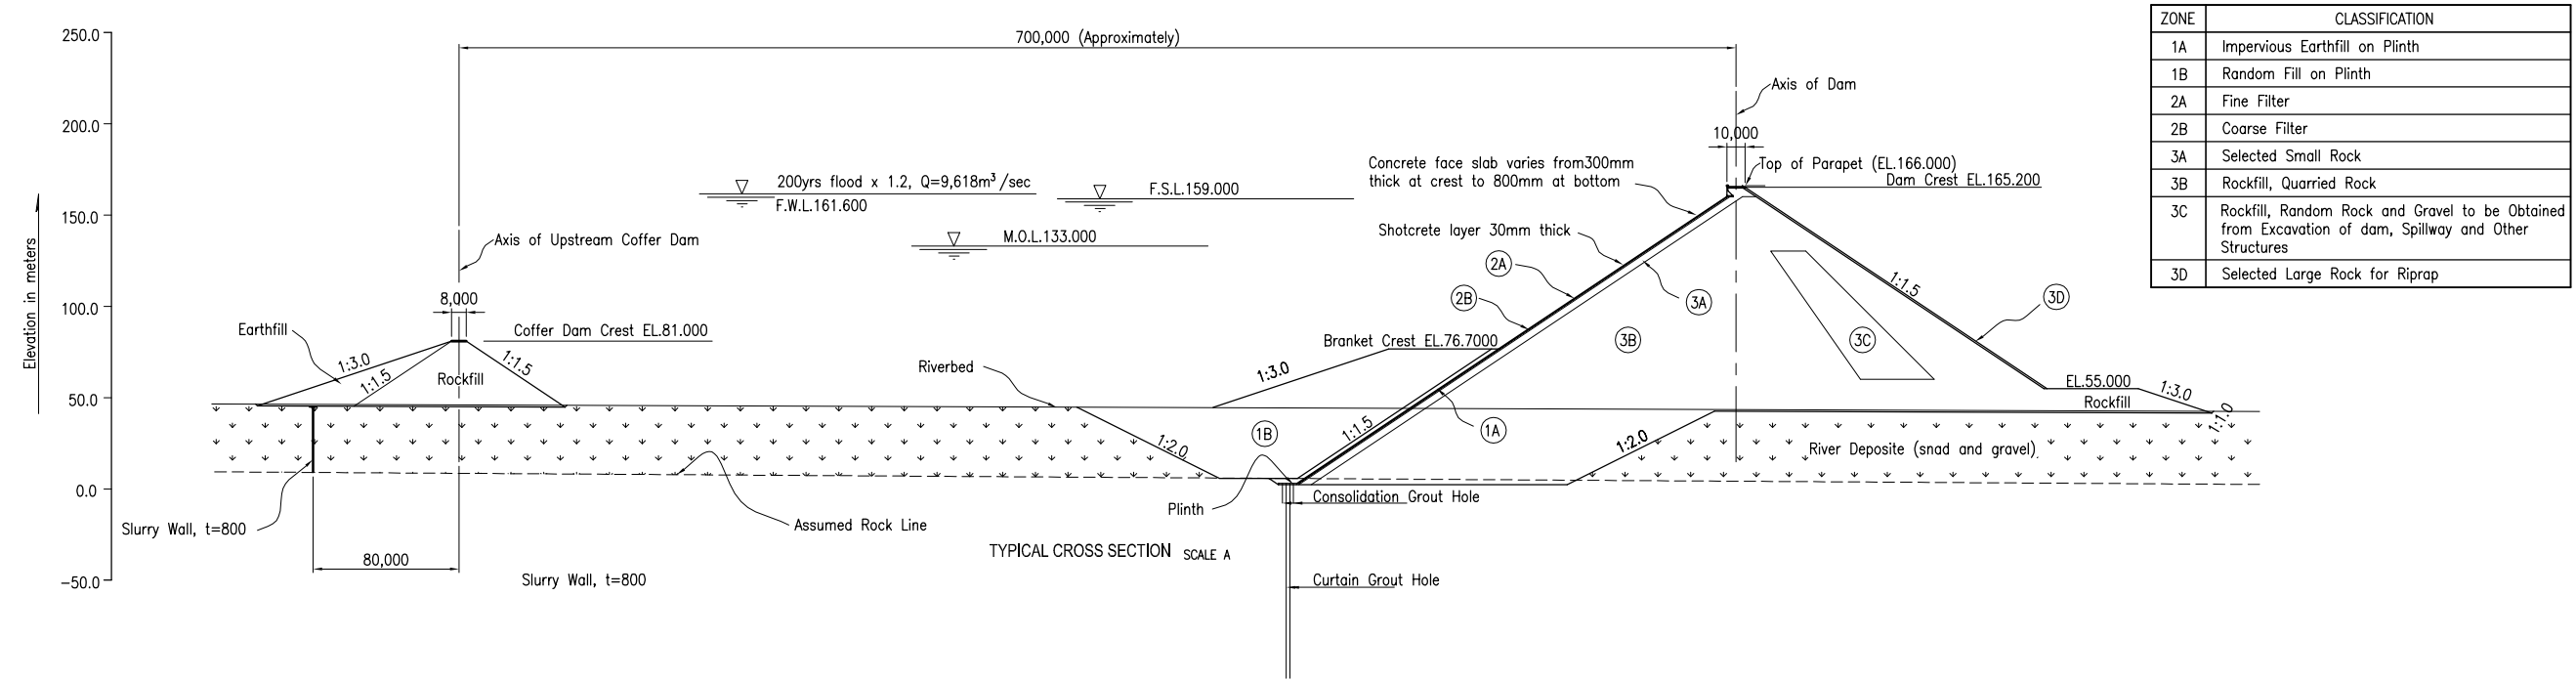 250.0
200.0
150.0
100.0
50.0
0.0
−50.0
Elevation in meters
700,000 (Approximately)
Axis of Dam
10,000
Top of Parapet (EL.166.000)
Dam Crest EL.165.200
Concrete face slab varies from300mm
thick at crest to 800mm at bottom
200yrs flood x 1.2, Q=9,618m³/sec
F.W.L.161.600
F.S.L.159.000
M.O.L.133.000
Shotcrete layer 30mm thick
Axis of Upstream Coffer Dam
8,000
Coffer Dam Crest EL.81.000
Earthfill
1:3.0
1:1.5
1:1.5
Rockfill
Riverbed
Branket Crest EL.76.7000
1:3.0
2A
2B
3A
3B
3C
3D
1:1.5
EL.55.000
1:3.0
Rockfill
1:1.0
1:2.0
1B
1:1.5
1A
1:2.0
River Deposite (snad and gravel)
Slurry Wall, t=800
80,000
Slurry Wall, t=800
Assumed Rock Line
Plinth
Consolidation Grout Hole
Curtain Grout Hole
TYPICAL CROSS SECTION SCALE A
ZONE CLASSIFICATION
1A Impervious Earthfill on Plinth
1B Random Fill on Plinth
2A Fine Filter
2B Coarse Filter
3A Selected Small Rock
3B Rockfill, Quarried Rock
3C Rockfill, Random Rock and Gravel to be Obtained
from Excavation of dam, Spillway and Other
Structures
3D Selected Large Rock for Riprap